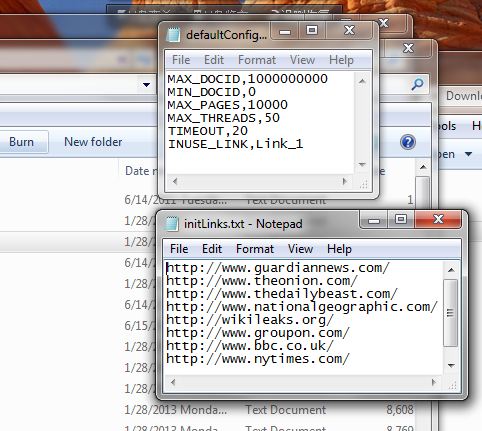 defaultConfig...
File Edit Format View Help
MAX_DOCID,1000000000
MIN_DOCID,0
MAX_PAGES,10000
MAX_THREADS,50
TIMEOUT,20
INUSE_LINK,Link_1
Burn New folder
Date
6/14/2011 Tuesda... Text Document 1
1/28/
1/28/
6/14/
1/28/
1/28/
6/14/
1/28/
1/28/
1/28/2013 Monda... Text Document 8,608
1/28/2013 Monda... Text Document 8,769
Downlo
ools Help
pen
initLinks.txt - Notepad
File Edit Format View Help
http://www.guardiannews.com/
http://www.theonion.com/
http://www.thedailybeast.com/
http://www.nationalgeographic.com/
http://wikileaks.org/
http://www.groupon.com/
http://www.bbc.co.uk/
http://www.nytimes.com/